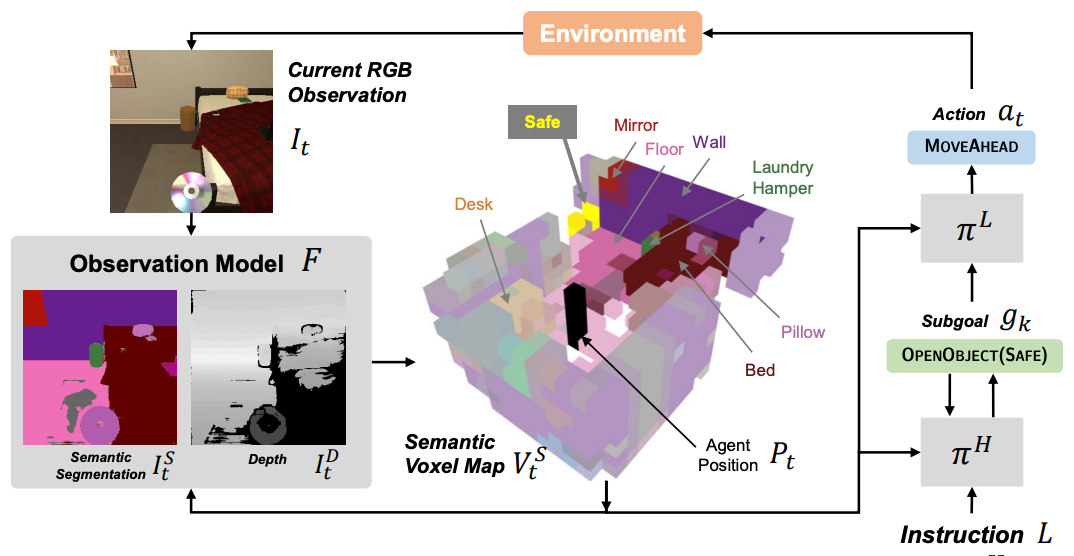 Environment
Current RGB
Observation
I_t
Observation Model F
Semantic
Segmentation I_t^S
Depth I_t^D
Safe
Mirror
Floor
Wall
Laundry
Hamper
Desk
Pillow
Bed
Agent
Position P_t
Semantic
Voxel Map V_t^S
Action a_t
MOVEAHEAD
π^L
Subgoal g_k
OPENOBJECT(SAFE)
π^H
Instruction L